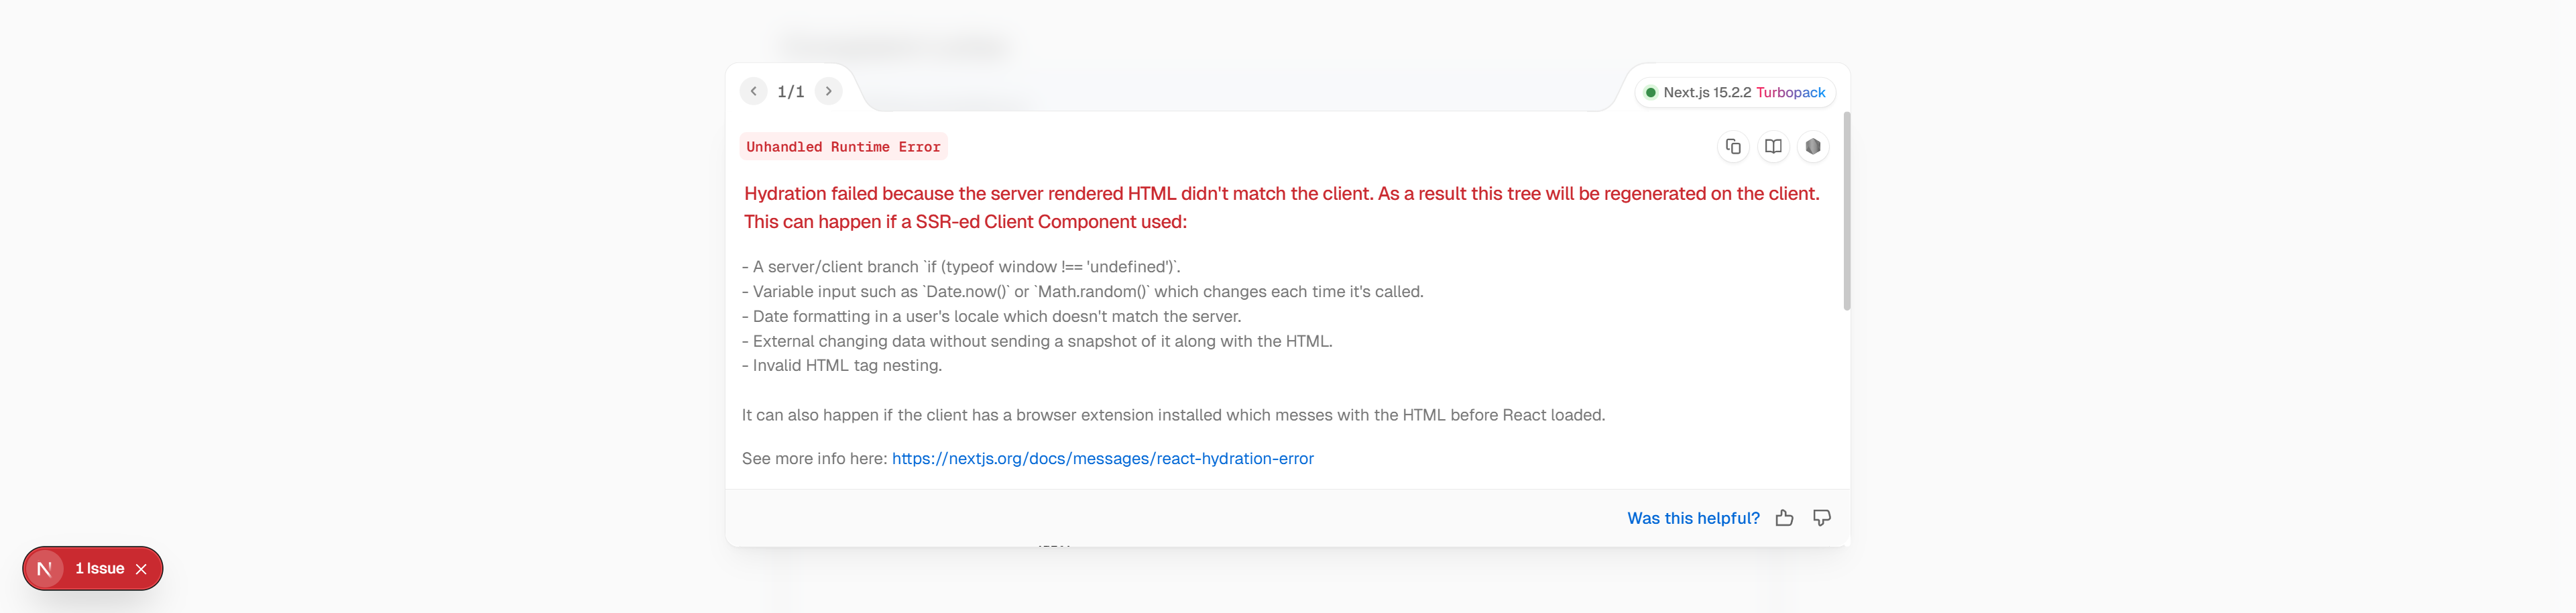 1/1
Next.js 15.2.2 Turbopack
Unhandled Runtime Error
Hydration failed because the server rendered HTML didn't match the client. As a result this tree will be regenerated on the client.
This can happen if a SSR-ed Client Component used:
- A server/client branch `if (typeof window !== 'undefined')`.
- Variable input such as `Date.now()` or `Math.random()` which changes each time it's called.
- Date formatting in a user's locale which doesn't match the server.
- External changing data without sending a snapshot of it along with the HTML.
- Invalid HTML tag nesting.
It can also happen if the client has a browser extension installed which messes with the HTML before React loaded.
See more info here: https://nextjs.org/docs/messages/react-hydration-error
Was this helpful?
N 1 Issue